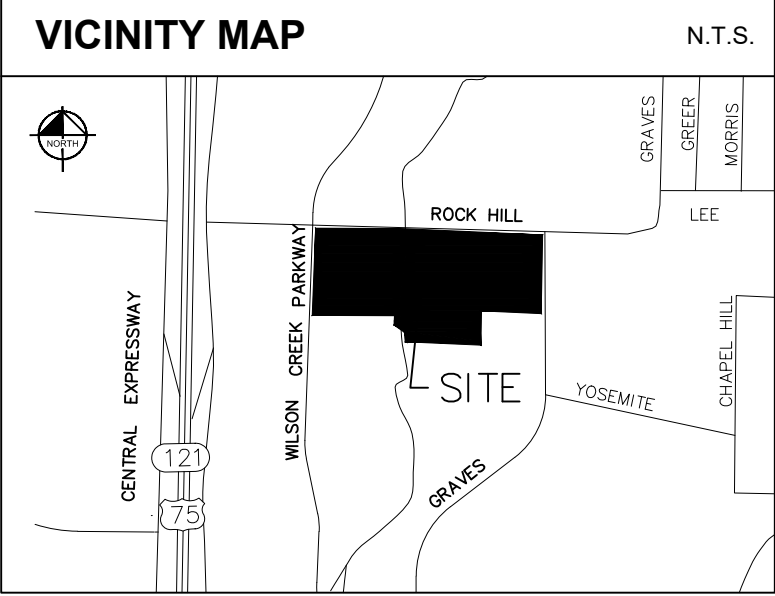 VICINITY MAP
N.T.S.
NORTH
GRAVES
GREER
MORRIS
ROCK HILL
LEE
WILSON CREEK PARKWAY
CENTRAL EXPRESSWAY
CHAPEL HILL
SITE
YOSEMITE
121
GRAVES
75